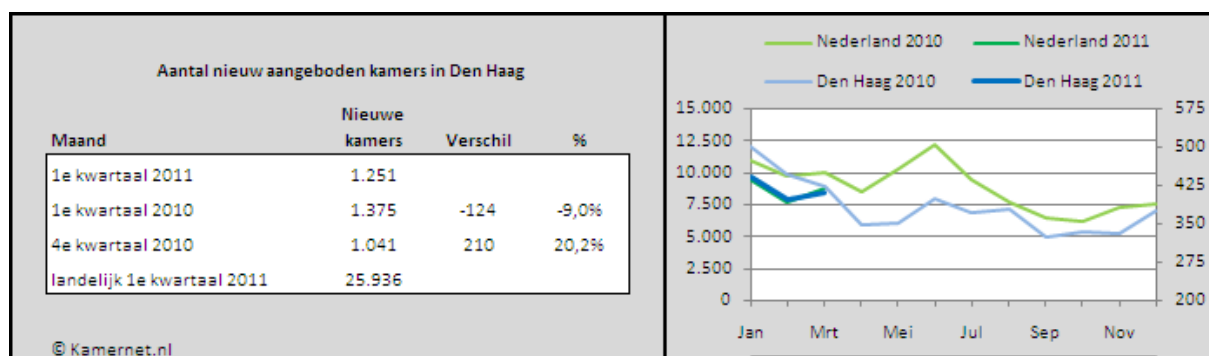 Aantal nieuw aangeboden kamers in Den Haag
Nieuwe
Maand kamers Verschil %
1e kwartaal 2011 1.251
1e kwartaal 2010 1.375 -124 -9,0%
4e kwartaal 2010 1.041 210 20,2%
landelijk 1e kwartaal 2011 25.936
© Kamernet.nl
Nederland 2010 Nederland 2011
Den Haag 2010 Den Haag 2011
15.000 575
12.500 500
10.000 425
7.500 350
5.000 275
2.500 200
0
Jan Mrt Mei Jul Sep Nov